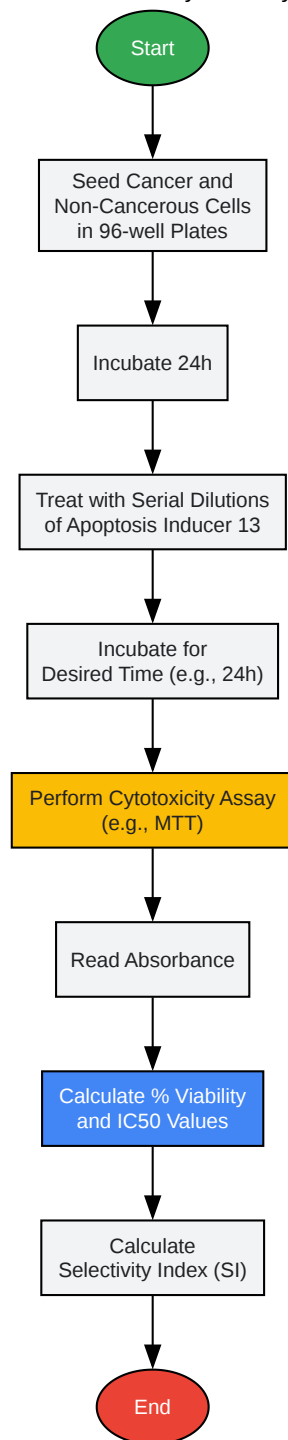 Start
Seed Cancer and
Non-Cancerous Cells
in 96-well Plates
Incubate 24h
Treat with Serial Dilutions
of Apoptosis Inducer 13
Incubate for
Desired Time (e.g., 24h)
Perform Cytotoxicity Assay
(e.g., MTT)
Read Absorbance
Calculate % Viability
and IC50 Values
Calculate
Selectivity Index (SI)
End